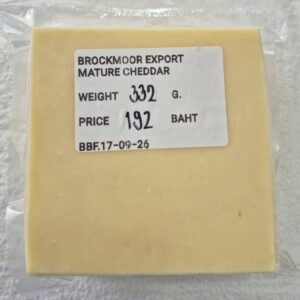 BROCKMOOR EXPORT
MATURE CHEDDAR
WEIGHT 332 G.
PRICE 192 BAHT
BBF.17-09-26